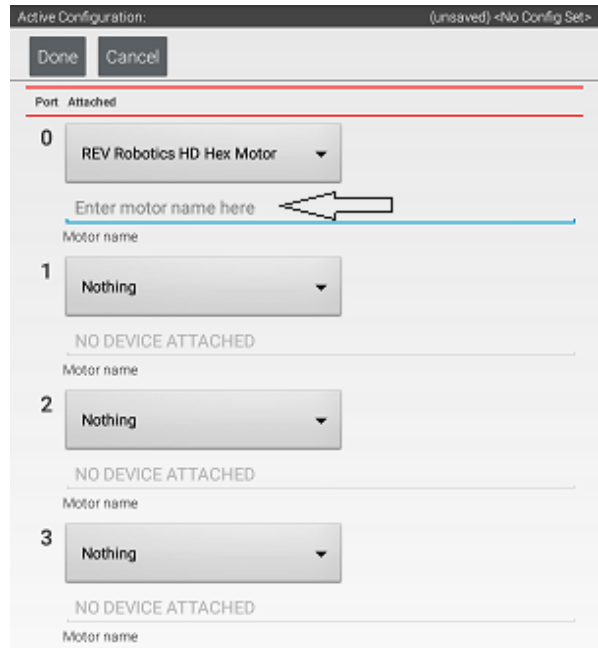 Active Configuration: (unsaved) <No Config Set>
Done Cancel
Port Attached
0 REV Robotics HD Hex Motor
Enter motor name here
Motor name
1 Nothing
NO DEVICE ATTACHED
Motor name
2 Nothing
NO DEVICE ATTACHED
Motor name
3 Nothing
NO DEVICE ATTACHED
Motor name